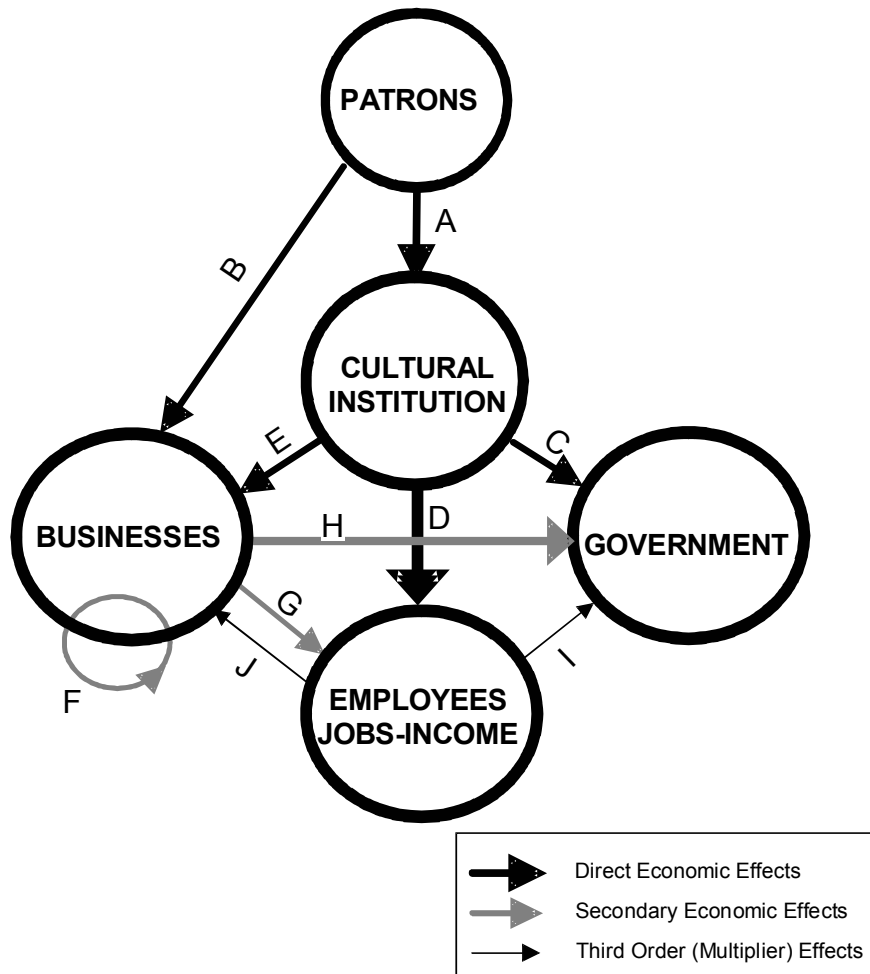 PATRONS
A
B
CULTURAL
INSTITUTION
E
C
BUSINESSES
H
D
GOVERNMENT
G
J
I
F
EMPLOYEES
JOBS-INCOME
Direct Economic Effects
Secondary Economic Effects
Third Order (Multiplier) Effects